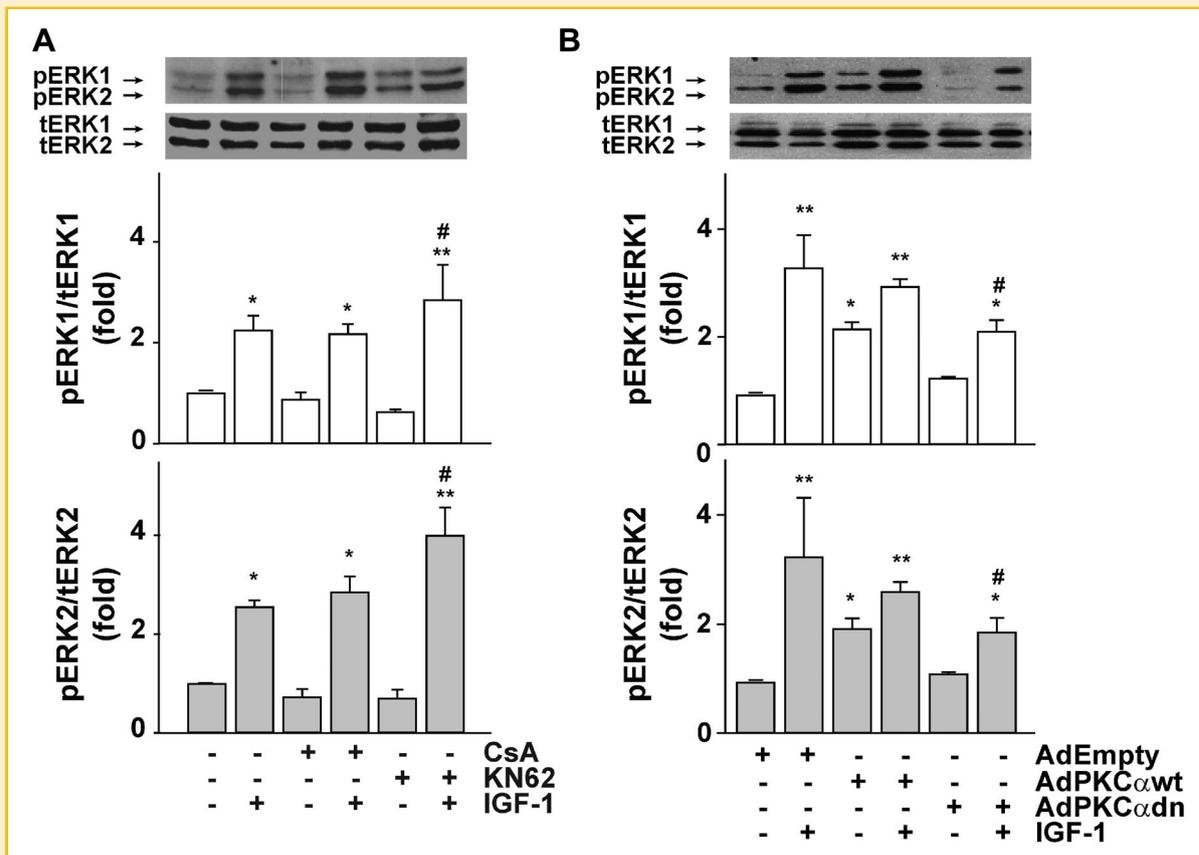 A
pERK1 →
pERK2 →
tERK1 →
tERK2 →
pERK1/tERK1
(fold)
4
2
0
*
*
#
**
pERK2/tERK2
(fold)
4
2
0
*
*
#
**
- - + + - - CsA
- - - - + + KN62
- + - + - + IGF-1
B
pERK1 →
pERK2 →
tERK1 →
tERK2 →
pERK1/tERK1
(fold)
4
2
0
**
*
**
#
*
pERK2/tERK2
(fold)
4
2
0
**
*
**
#
*
+ + - - - - AdEmpty
- - + + - - AdPKCαwt
- - - - + + AdPKCαdn
- + - + - + IGF-1